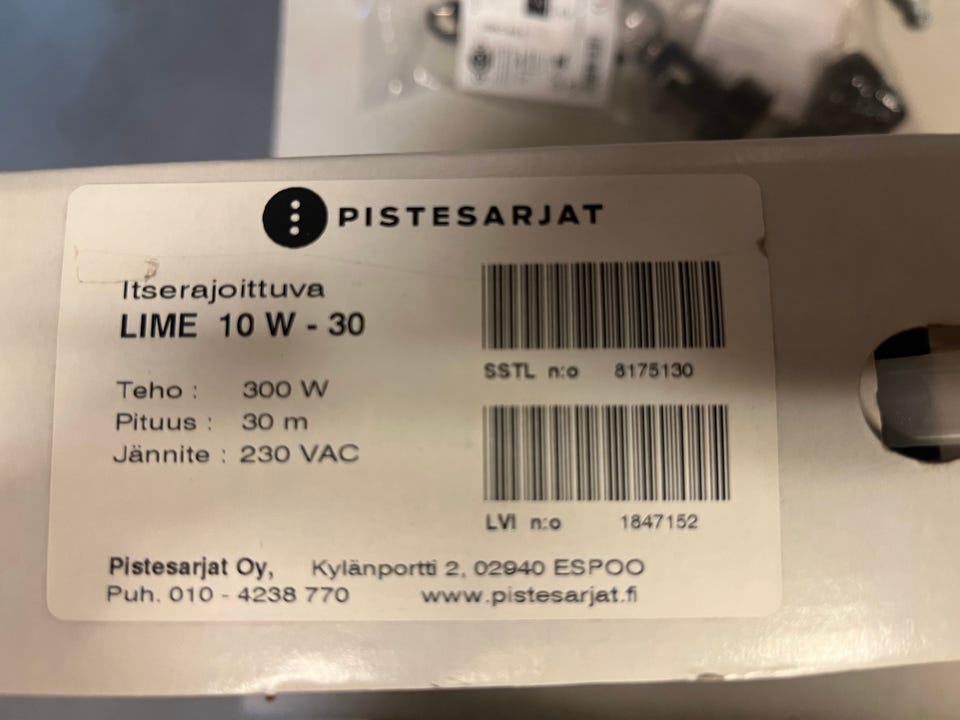 PISTESARJAT
Itserajoittuva
LIME 10 W - 30
Teho : 300 W
Pituus : 30 m
Jännite : 230 VAC
SSTL n:o 8175130
LVI n:o 1847152
Pistesarjat Oy, Kylänportti 2, 02940 ESPOO
Puh. 010 - 4238 770 www.pistesarjat.fi